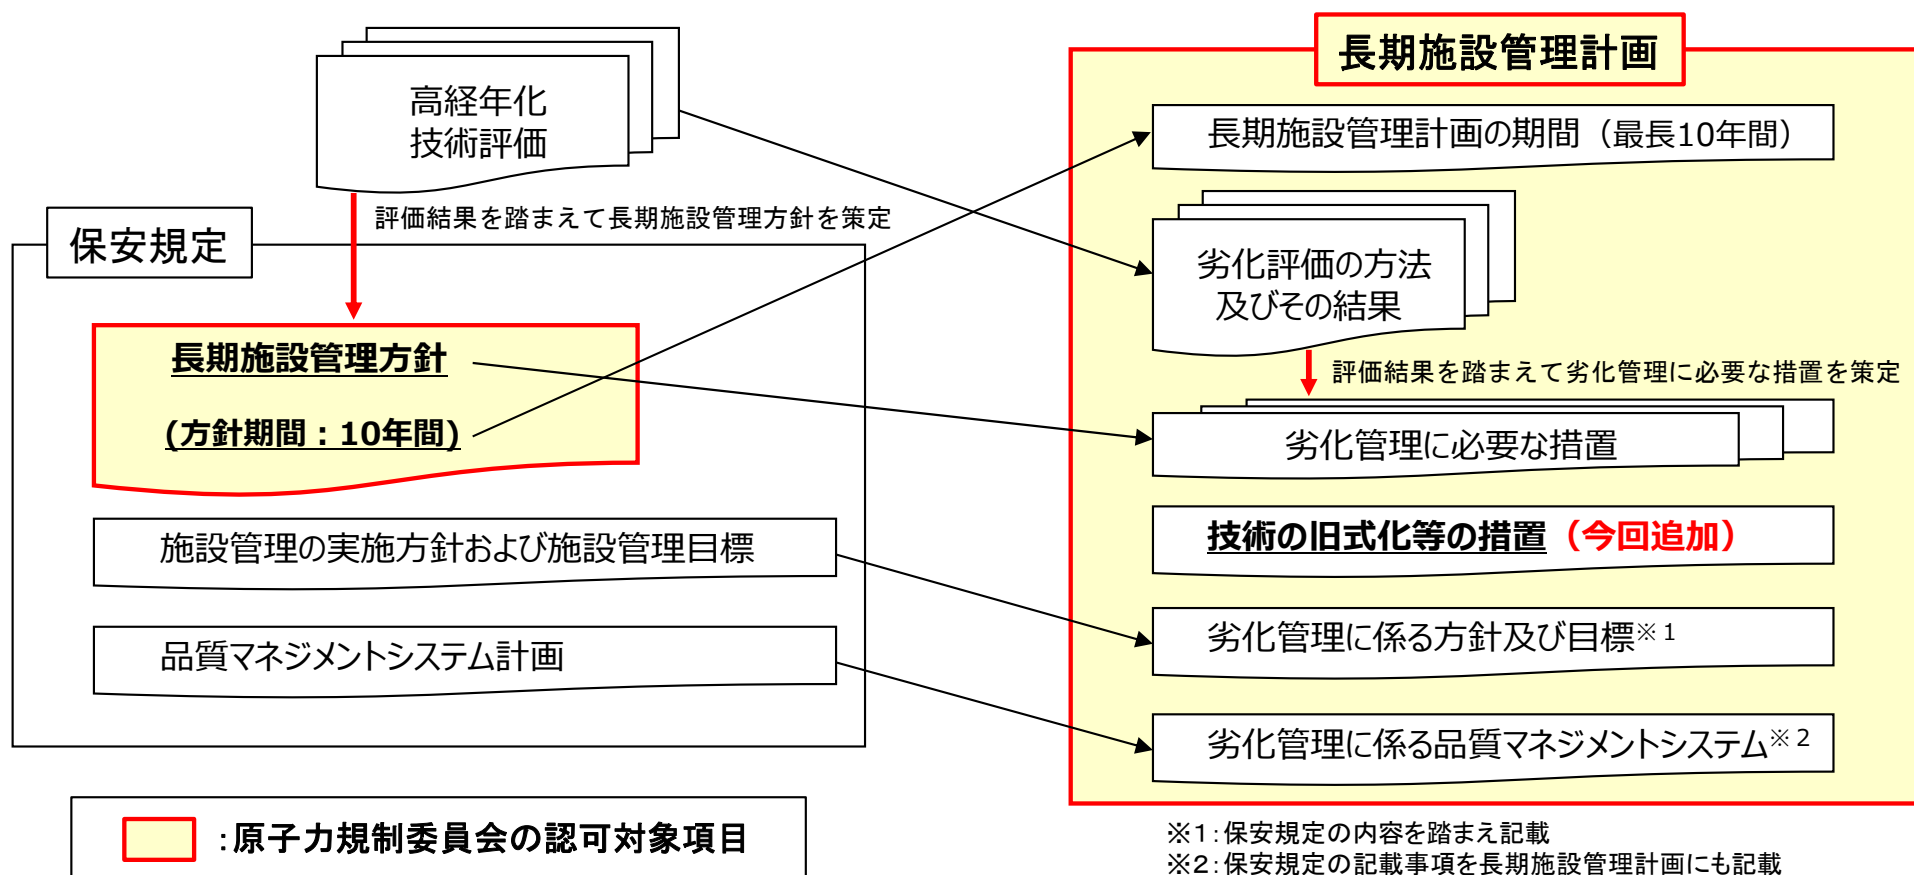 高経年化
技術評価
評価結果を踏まえて長期施設管理方針を策定
保安規定
長期施設管理方針
(方針期間：10年間)
施設管理の実施方針および施設管理目標
品質マネジメントシステム計画
:原子力規制委員会の認可対象項目
長期施設管理計画
長期施設管理計画の期間（最長10年間）
劣化評価の方法
及びその結果
評価結果を踏まえて劣化管理に必要な措置を策定
劣化管理に必要な措置
技術の旧式化等の措置（今回追加）
劣化管理に係る方針及び目標※1
劣化管理に係る品質マネジメントシステム※2
※1：保安規定の内容を踏まえ記載
※2：保安規定の記載事項を長期施設管理計画にも記載